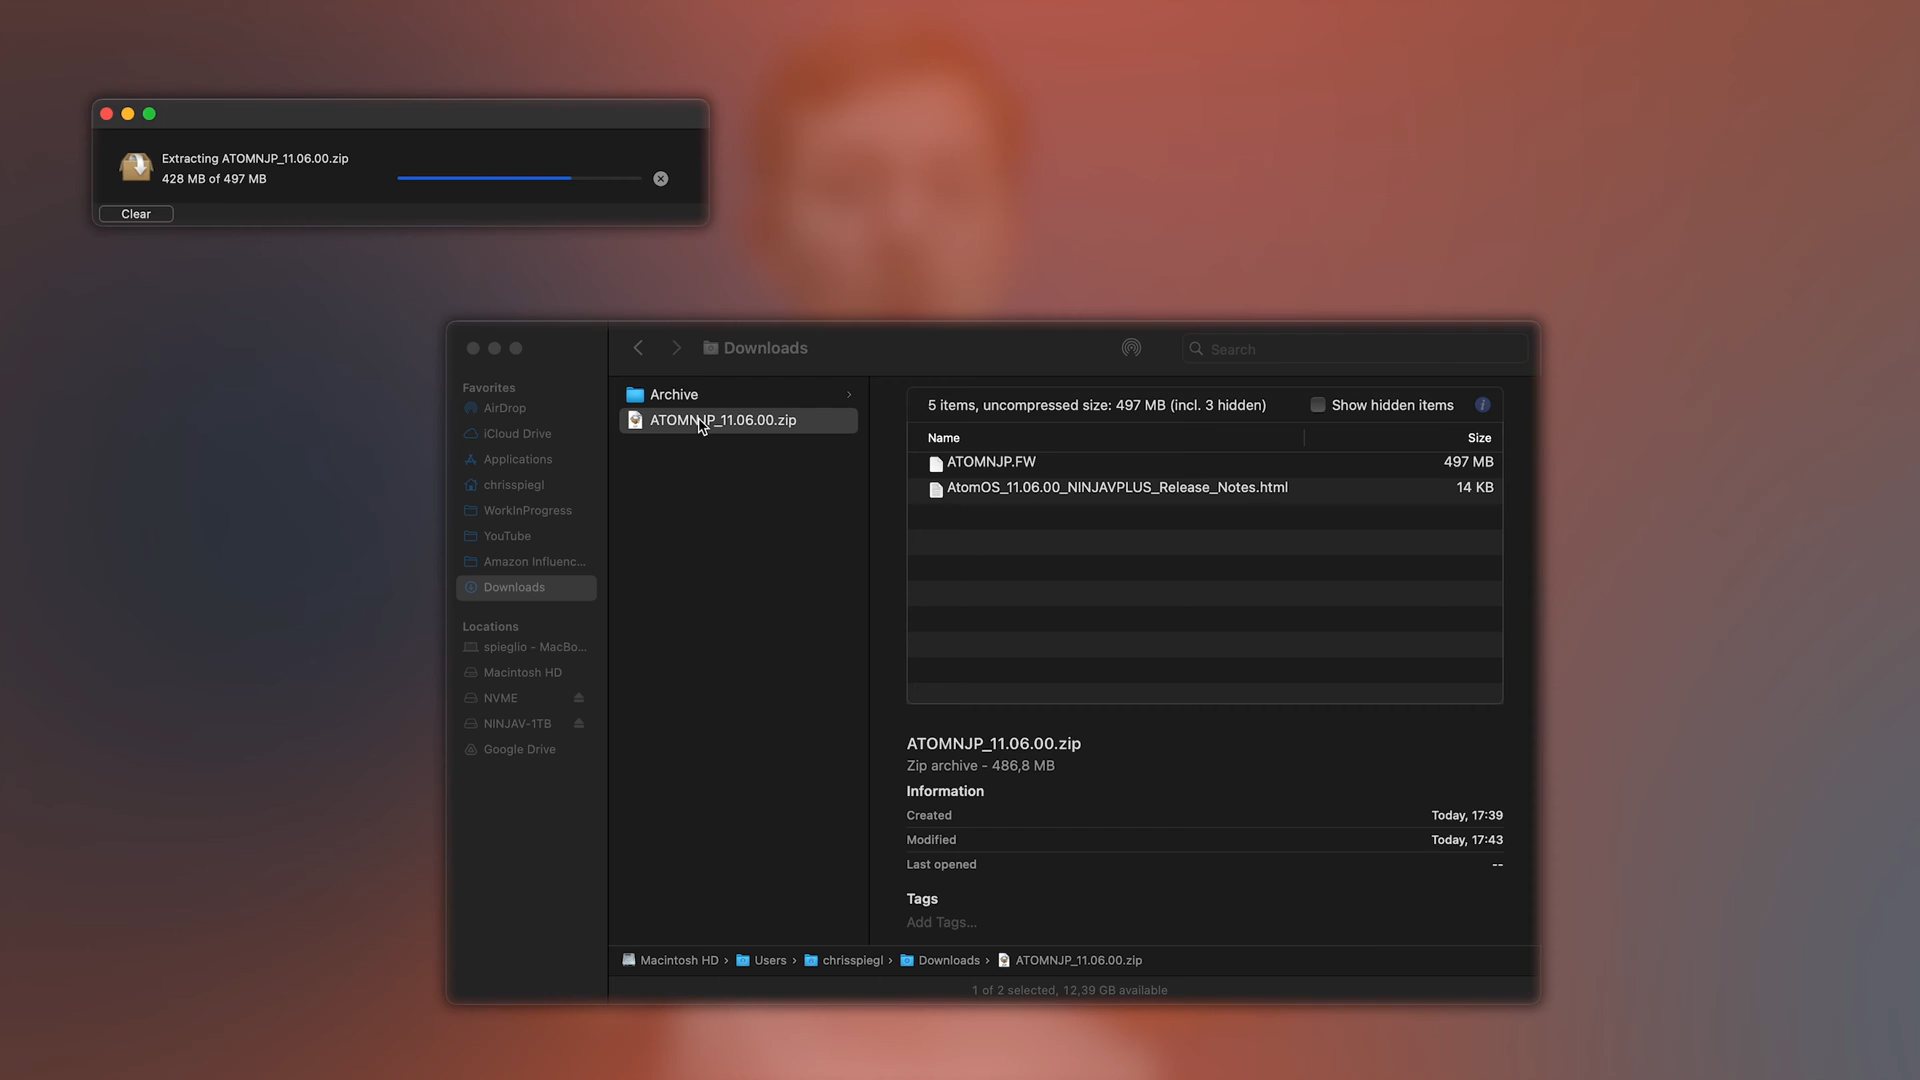 Extracting ATOMNJP_11.06.00.zip
428 MB of 497 MB
Clear
Downloads
Search
Favorites
AirDrop
iCloud Drive
Applications
chrisspiegl
WorkInProgress
YouTube
Amazon Influenc...
Downloads
Locations
spieglio - MacBo...
Macintosh HD
NVME
NINJAV-1TB
Google Drive
Archive
ATOMNJP_11.06.00.zip
5 items, uncompressed size: 497 MB (incl. 3 hidden) Show hidden items
Name Size
ATOMNJP.FW 497 MB
AtomOS_11.06.00_NINJAVPLUS_Release_Notes.html 14 KB
ATOMNJP_11.06.00.zip
Zip archive - 486,8 MB
Information
Created Today, 17:39
Modified Today, 17:43
Last opened --
Tags
Add Tags...
Macintosh HD › Users › chrisspiegl › Downloads › ATOMNJP_11.06.00.zip
1 of 2 selected, 12,39 GB available